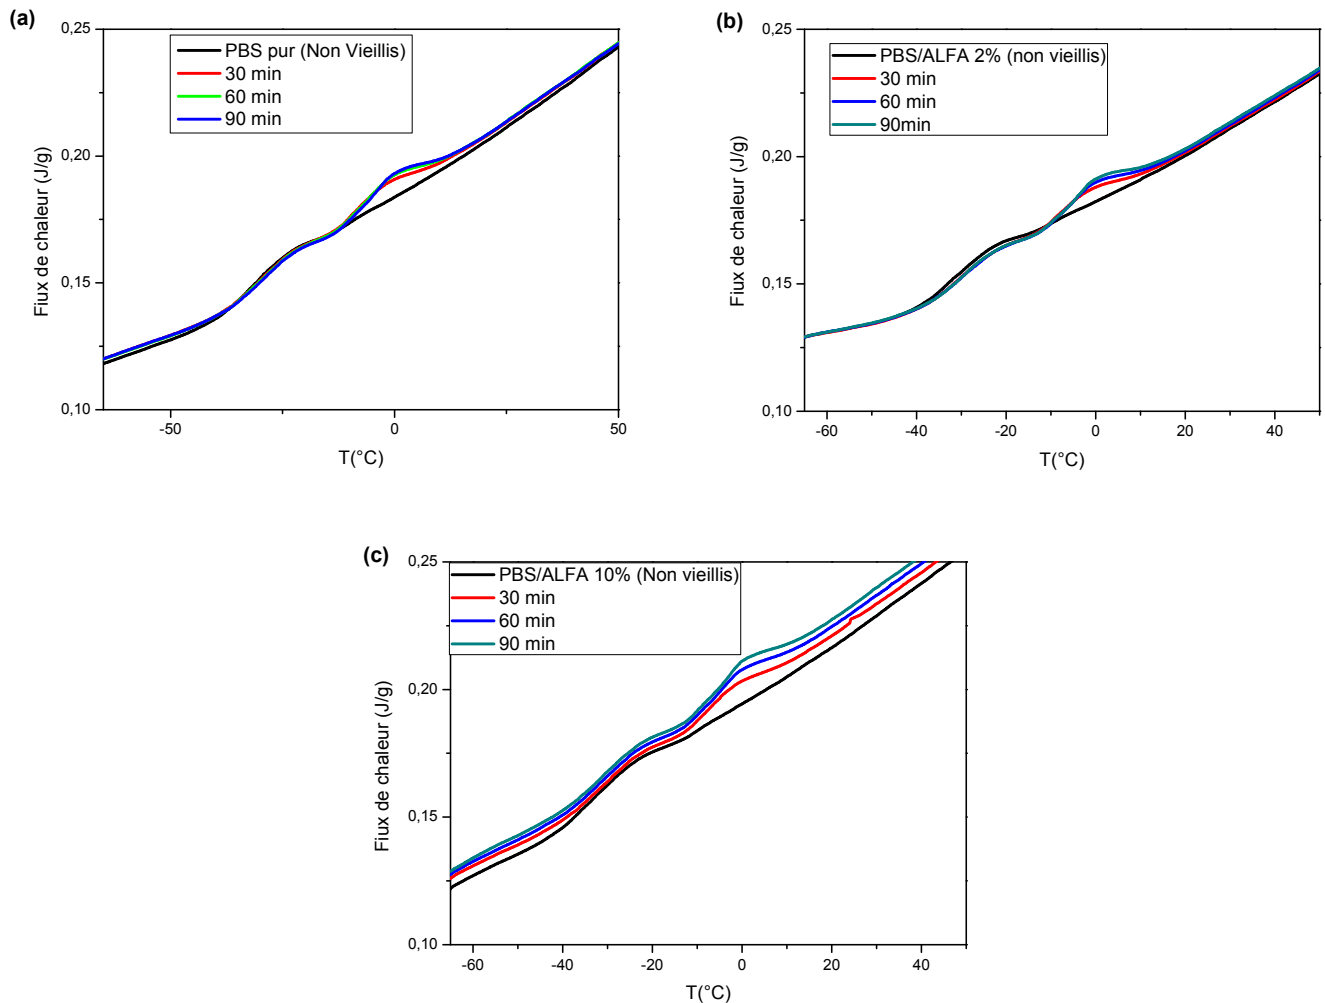 (a)
0,25
PBS pur (Non Vieillis)
30 min
60 min
90 min
0,20
0,15
0,10
Fiux de chaleur (J/g)
-50
0
50
T(°C)
(b)
0,25
PBS/ALFA 2% (non vieillis)
30 min
60 min
90min
0,20
0,15
0,10
Fiux de chaleur (J/g)
-60
-40
-20
0
20
40
T(°C)
(c)
0,25
PBS/ALFA 10% (Non vieillis)
30 min
60 min
90 min
0,20
0,15
0,10
Fiux de chaleur (J/g)
-60
-40
-20
0
20
40
T(°C)